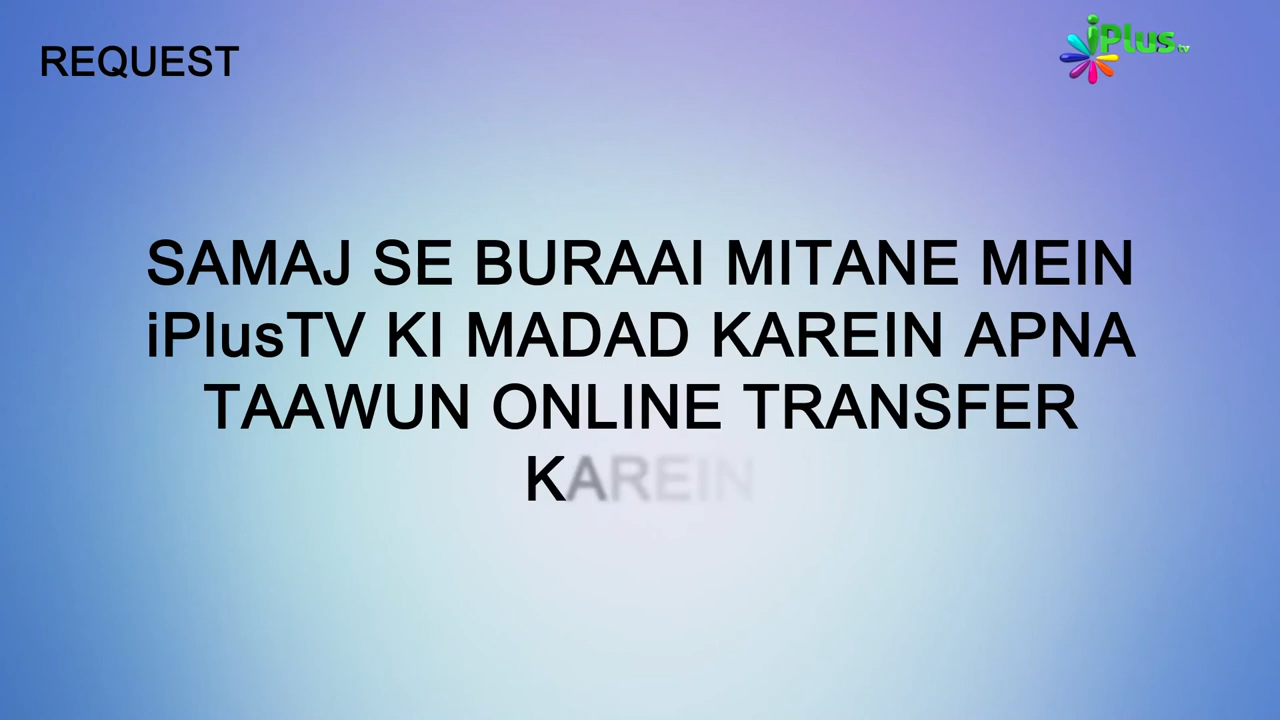 REQUEST
iPlus tv
SAMAJ SE BURAAI MITANE MEIN
iPlusTV KI MADAD KAREIN APNA
TAAWUN ONLINE TRANSFER
KAREIN